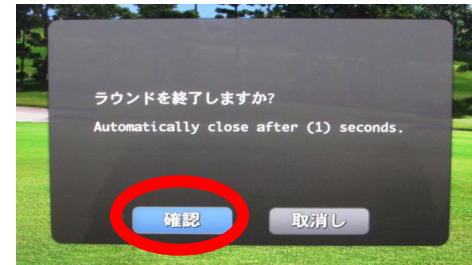 ラウンドを終了しますか?
Automatically close after (1) seconds.
確認
取消し